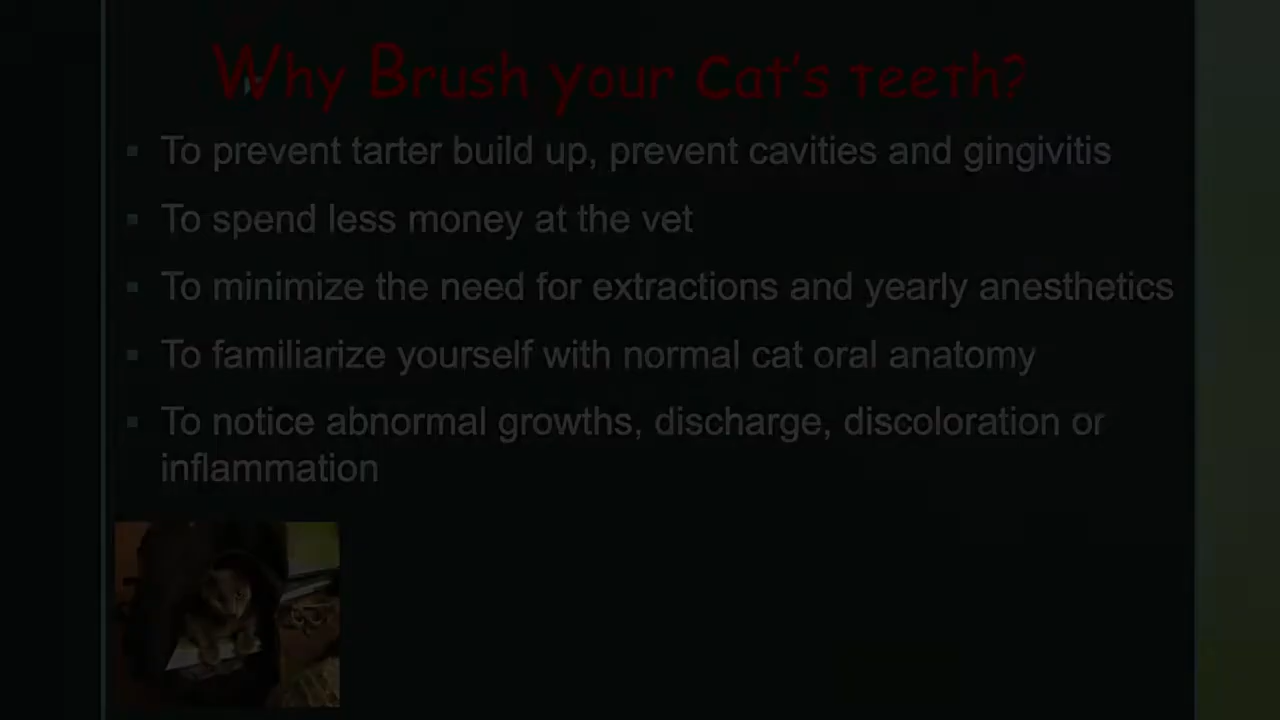 Why Brush your Cat's Teeth?
▪ To prevent tarter build up, prevent cavities and gingivitis
▪ To spend less money at the vet
▪ To minimize the need for extractions and yearly anesthetics
▪ To familiarize yourself with normal cat oral anatomy
▪ To notice abnormal growths, discharge, discoloration or
inflammation